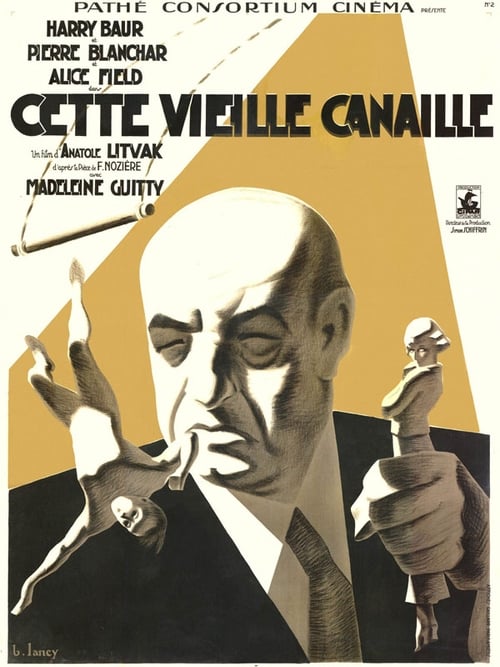 PATHÉ CONSORTIUM CINÉMA PRÉSENTE
N°2
HARRY BAUR
et
PIERRE BLANCHAR
et
ALICE FIELD
dans
CETTE VIEILLE CANAILLE
Un film d'ANATOLE LITVAK
d'après la Pièce de F. NOZIÈRE
avec
MADELEINE GUITTY
Directeur de la Production
Simon SCHIFFRIN
b. lancy